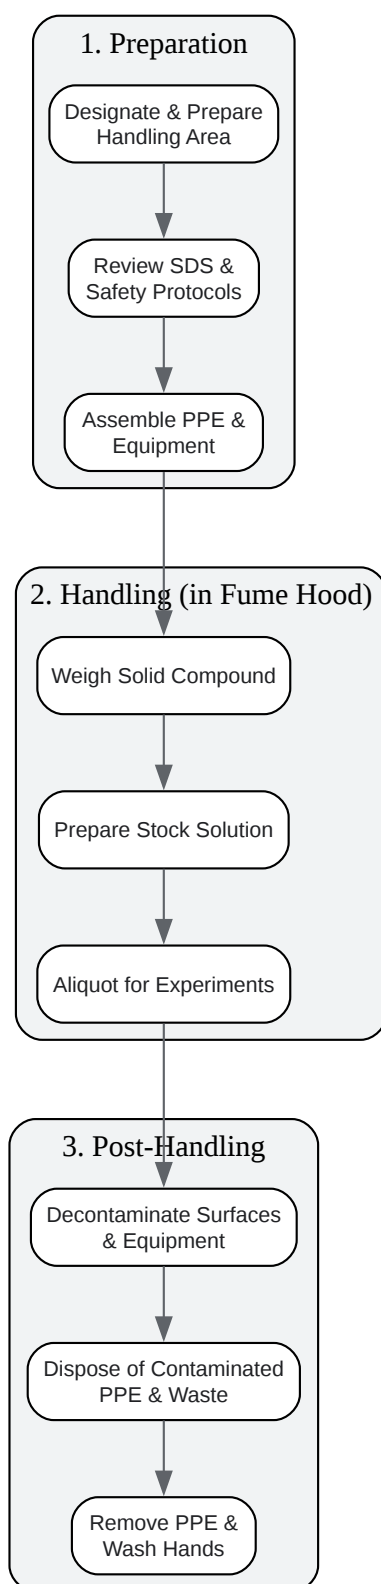 1. Preparation
Designate & Prepare
Handling Area
Review SDS &
Safety Protocols
Assemble PPE &
Equipment
2. Handling (in Fume Hood)
Weigh Solid Compound
Prepare Stock Solution
Aliquot for Experiments
3. Post-Handling
Decontaminate Surfaces
& Equipment
Dispose of Contaminated
PPE & Waste
Remove PPE &
Wash Hands